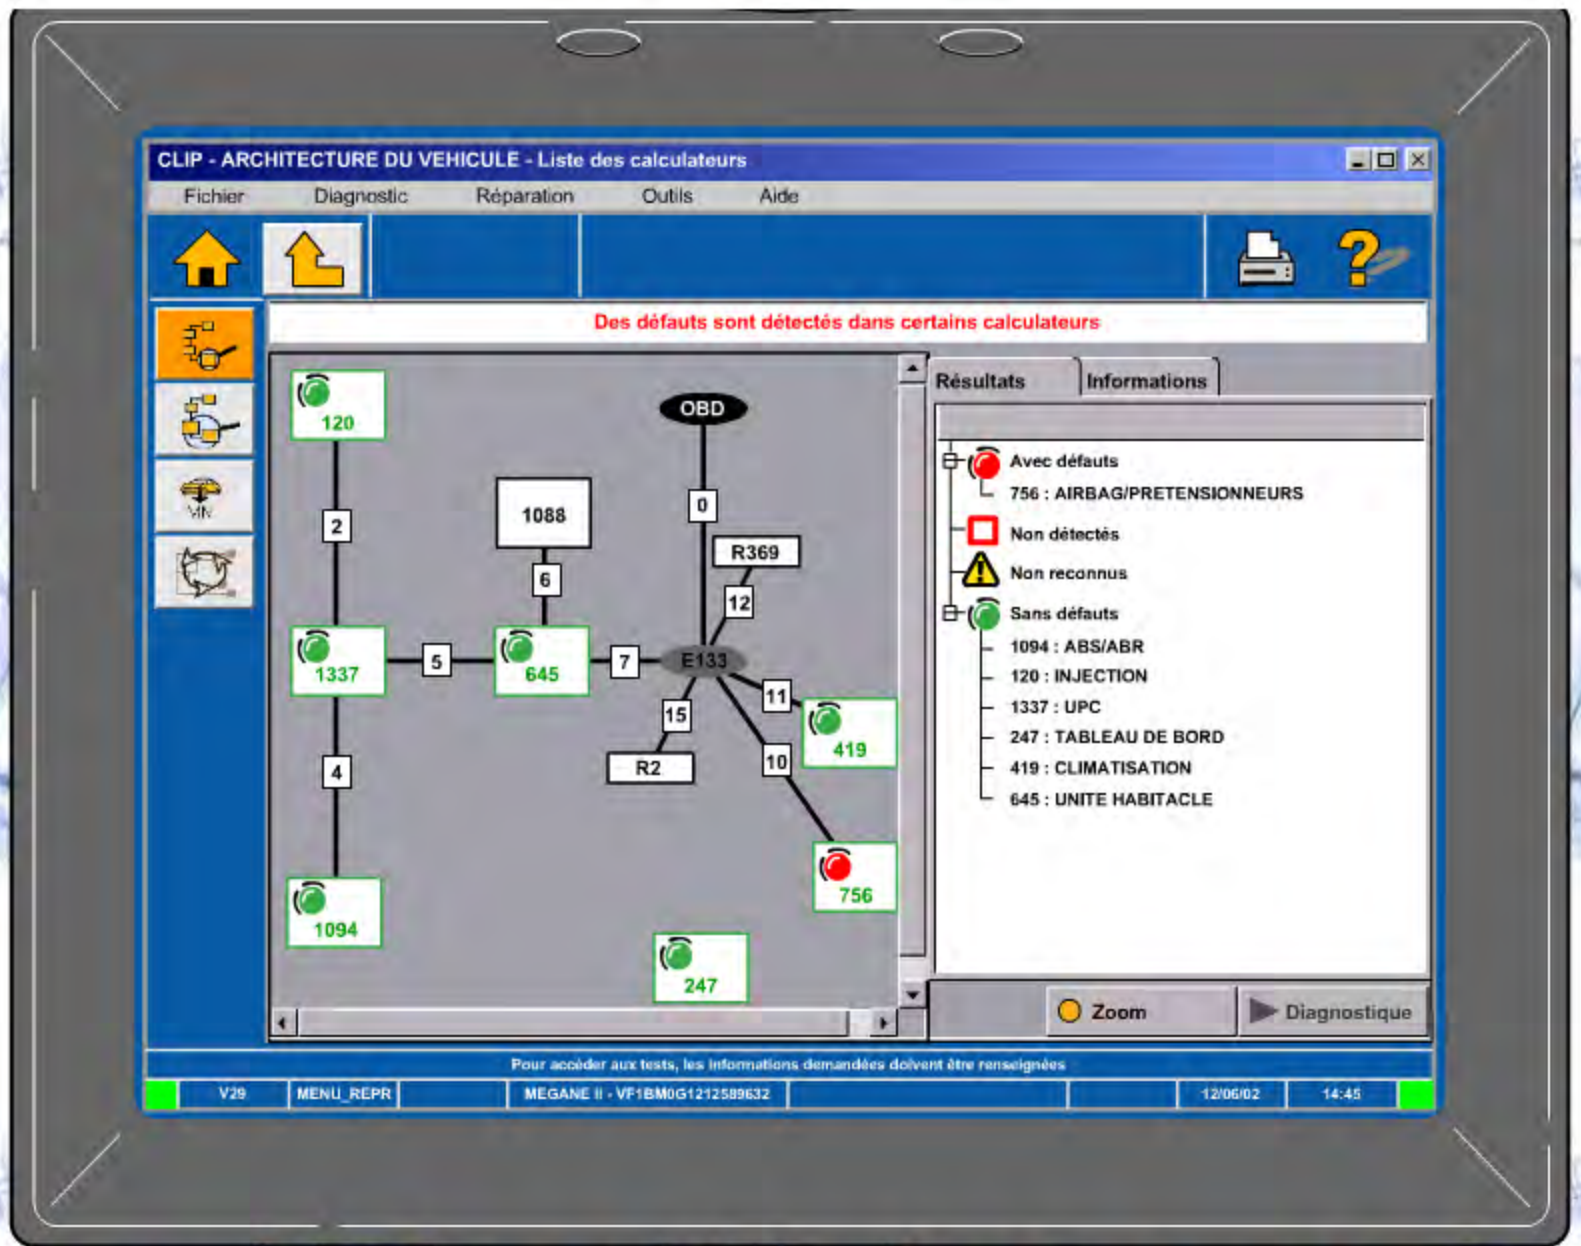 CLIP - ARCHITECTURE DU VEHICULE - Liste des calculateurs
Fichier Diagnostic Réparation Outils Aide
VIN
Des défauts sont détectés dans certains calculateurs
120
OBD
2
1088
0
R369
6
12
1337
5
645
7
E133
11
15
419
4
R2
10
756
1094
247
Résultats Informations
Avec défauts
756 : AIRBAG/PRETENSIONNEURS
Non détectés
Non reconnus
Sans défauts
1094 : ABS/ABR
120 : INJECTION
1337 : UPC
247 : TABLEAU DE BORD
419 : CLIMATISATION
645 : UNITE HABITACLE
Zoom Diagnostique
Pour accéder aux tests, les informations demandées doivent être renseignées
V29 MENU_REPR MEGANE II - VF1BM0G1212589632 12/06/02 14:45